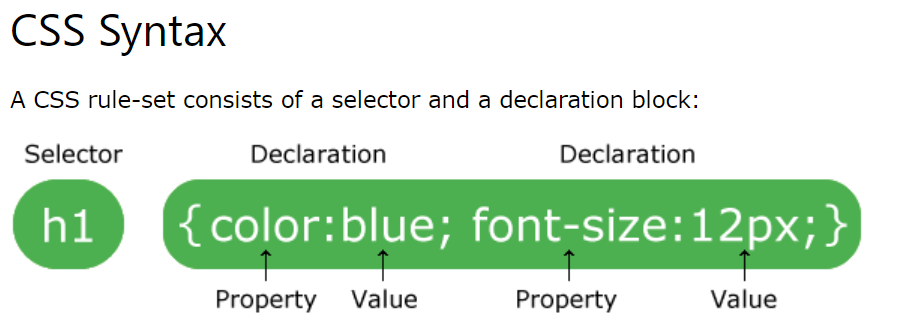 CSS Syntax
A CSS rule-set consists of a selector and a declaration block:
Selector Declaration Declaration
h1 {color:blue; font-size:12px;}
Property Value Property Value